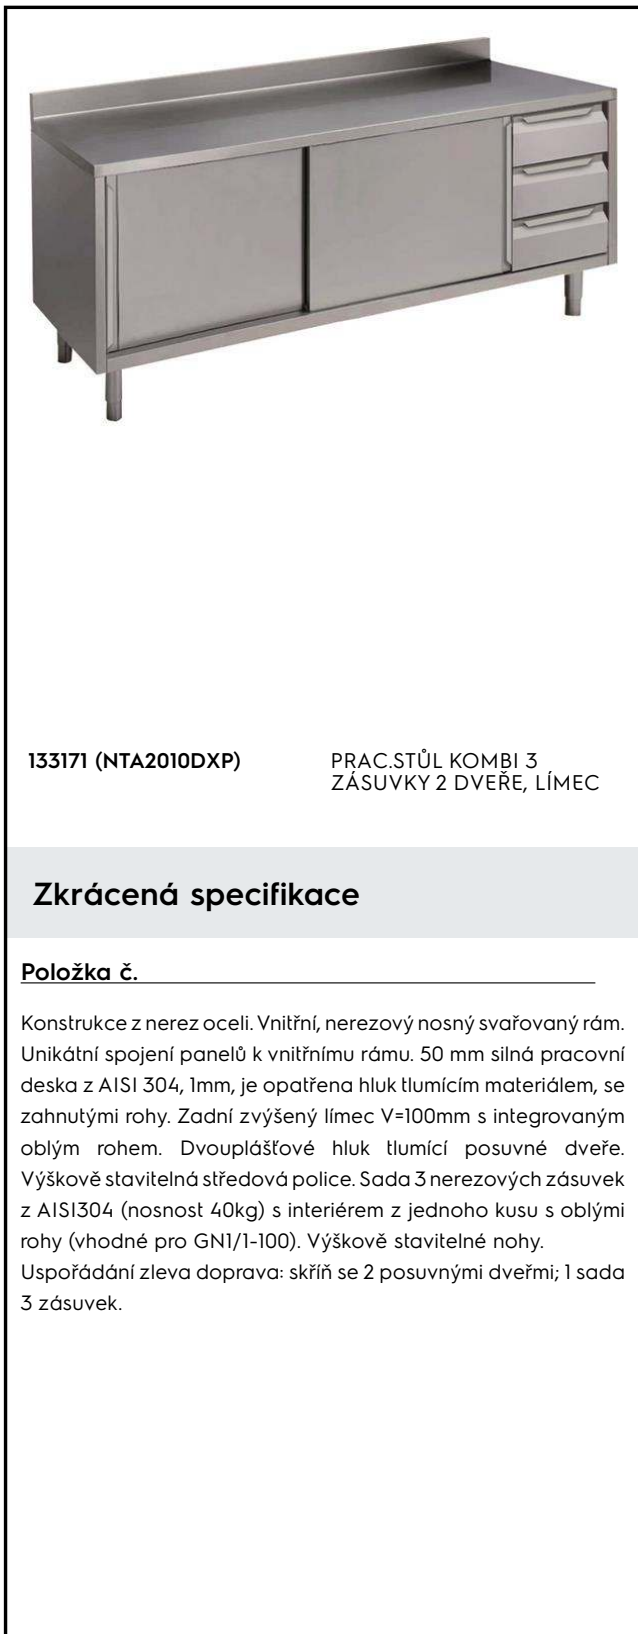 133171 (NTA2010DXP)
PRAC.STŮL KOMBI 3
ZÁSUVKY 2 DVEŘE, LÍMEC
Zkrácená specifikace
Položka č.
Konstrukce z nerez oceli. Vnitřní, nerezový nosný svařovaný rám.
Unikátní spojení panelů k vnitřnímu rámu. 50 mm silná pracovní
deska z AISI 304, 1mm, je opatřena hluk tlumícím materiálem, se
zahnutými rohy. Zadní zvýšený límec V=100mm s integrovaným
oblým rohem. Dvouplášťové hluk tlumící posuvné dveře.
Výškově stavitelná středová police. Sada 3 nerezových zásuvek
z AISI304 (nosnost 40kg) s interiérem z jednoho kusu s oblými
rohy (vhodné pro GN1/1-100). Výškově stavitelné nohy.
Uspořádání zleva doprava: skříň se 2 posuvnými dveřmi; 1 sada
3 zásuvek.